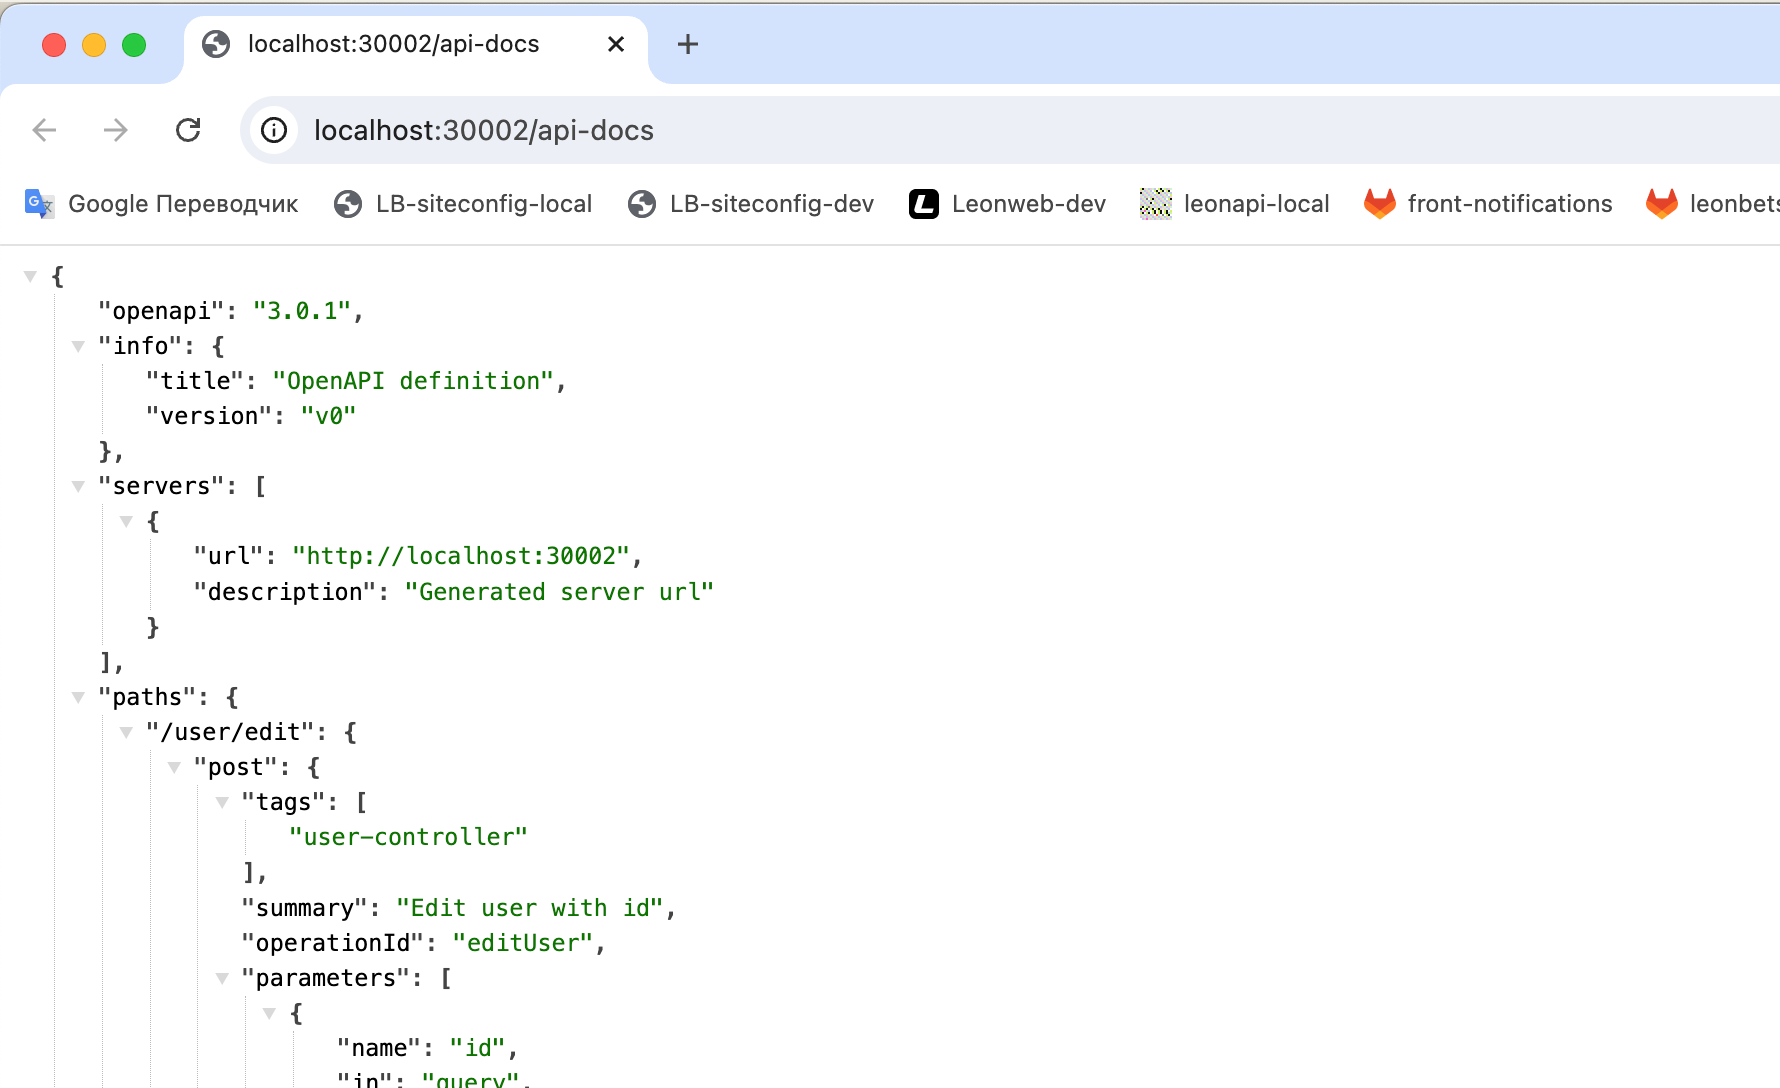 localhost:30002/api-docs
localhost:30002/api-docs
Google Переводчик LB-siteconfig-local LB-siteconfig-dev Leonweb-dev leonapi-local front-notifications leonbets
{
"openapi": "3.0.1",
"info": {
"title": "OpenAPI definition",
"version": "v0"
},
"servers": [
{
"url": "http://localhost:30002",
"description": "Generated server url"
}
],
"paths": {
"/user/edit": {
"post": {
"tags": [
"user-controller"
],
"summary": "Edit user with id",
"operationId": "editUser",
"parameters": [
{
"name": "id",
"in": "query",